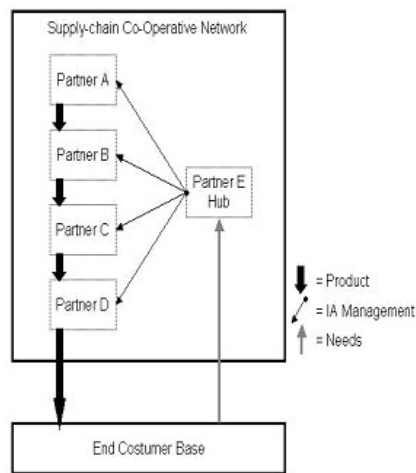 Supply-chain Co-Operative Network
Partner A
Partner B
Partner E
Hub
Partner C
Partner D
= Product
= IA Management
= Needs
End Costumer Base